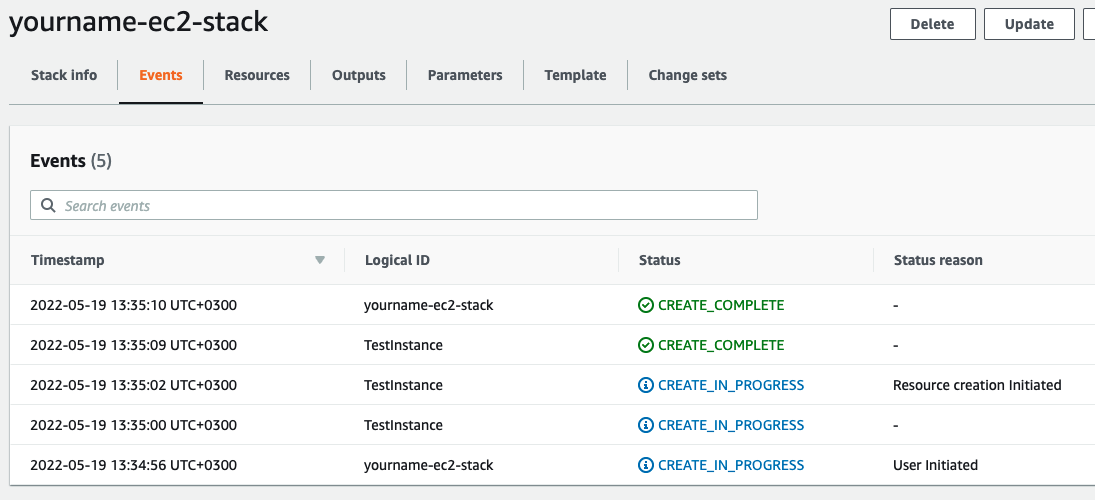 yourname-ec2-stack
Delete
Update
Stack info
Events
Resources
Outputs
Parameters
Template
Change sets
Events (5)
Search events
Timestamp Logical ID Status Status reason
2022-05-19 13:35:10 UTC+0300 yourname-ec2-stack CREATE_COMPLETE -
2022-05-19 13:35:09 UTC+0300 TestInstance CREATE_COMPLETE -
2022-05-19 13:35:02 UTC+0300 TestInstance CREATE_IN_PROGRESS Resource creation Initiated
2022-05-19 13:35:00 UTC+0300 TestInstance CREATE_IN_PROGRESS -
2022-05-19 13:34:56 UTC+0300 yourname-ec2-stack CREATE_IN_PROGRESS User Initiated